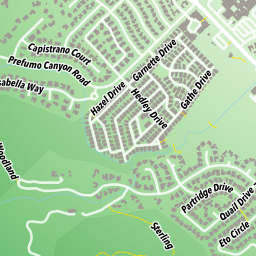 Capistrano Court
Prefumo Canyon Road
Isabella Way
Hazel Drive
Garnette Drive
Hedley Drive
Gathe Drive
Woodland
Partridge Drive
Quail Drive
Eto Circle
Sterling